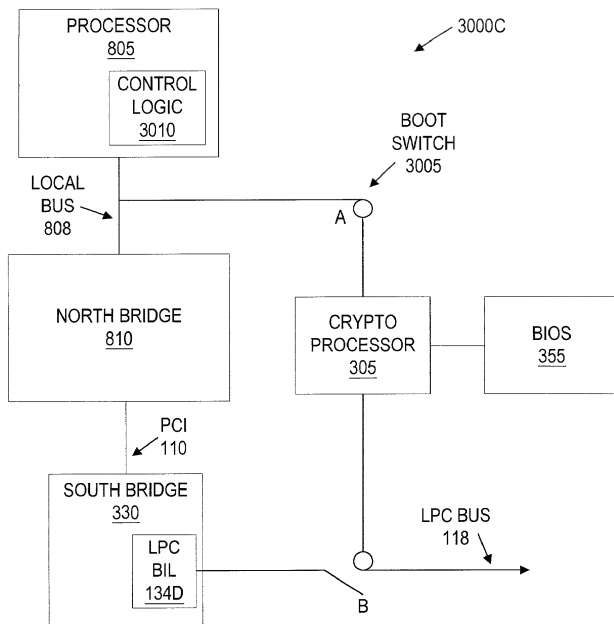 PROCESSOR
805
CONTROL
LOGIC
3010
3000C
BOOT
SWITCH
3005
LOCAL
BUS
808
A
NORTH BRIDGE
810
CRYPTO
PROCESSOR
305
BIOS
355
PCI
110
SOUTH BRIDGE
330
LPC
BIL
134D
LPC BUS
118
B